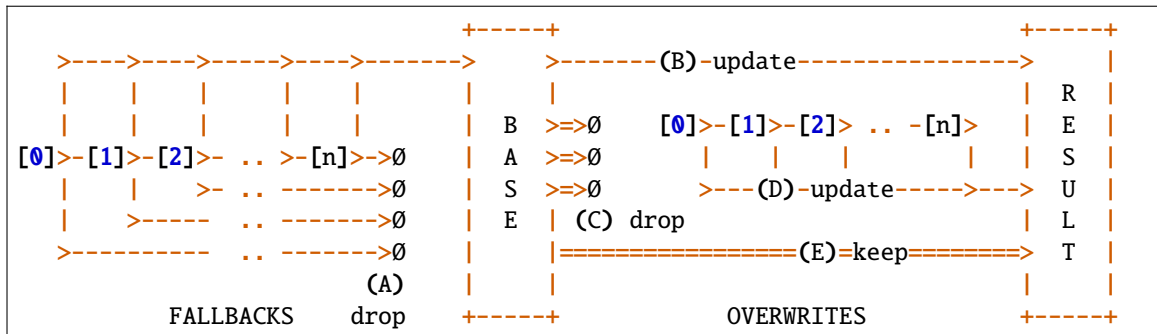 +-----+                                       +-----+
    >---->----->------>----->-------->      >-------(B)-update------------------>     |
    |     |     |      |     |        |     |                                       |  R  |
    |     |     |      |     |        |  B  >=>Ø    [0]>-[1]>-[2]> .. -[n]>         |  E  |
[0]>-[1]>-[2]>- .. >-[n]>->Ø          |  A  >=>Ø       |    |     |         |       |  S  |
                >- .. ------->Ø       |  S  >=>Ø       >---(D)-update----->--->  U  |
    |     >----- .. ------->Ø         |  E  | (C) drop                              |  L  |
    >----------- .. ------->Ø         |     |=================(E)=keep========>  T  |
                         (A)          |     |                                       |     |
            FALLBACKS    drop         +-----+              OVERWRITES               +-----+